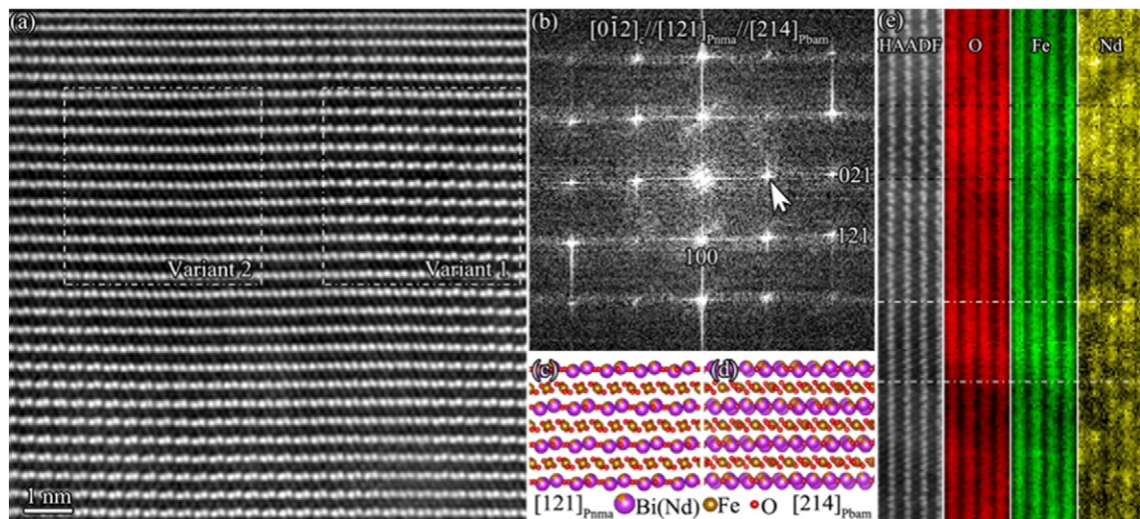 (a)
Variant 2
Variant 1
1 nm
(b)
[01̄2]c//[121]Pnma//[214]Pbam
021
121
100
(c)
(d)
[121]Pnma Bi(Nd) Fe O [214]Pbam
(e)
HAADF O Fe Nd